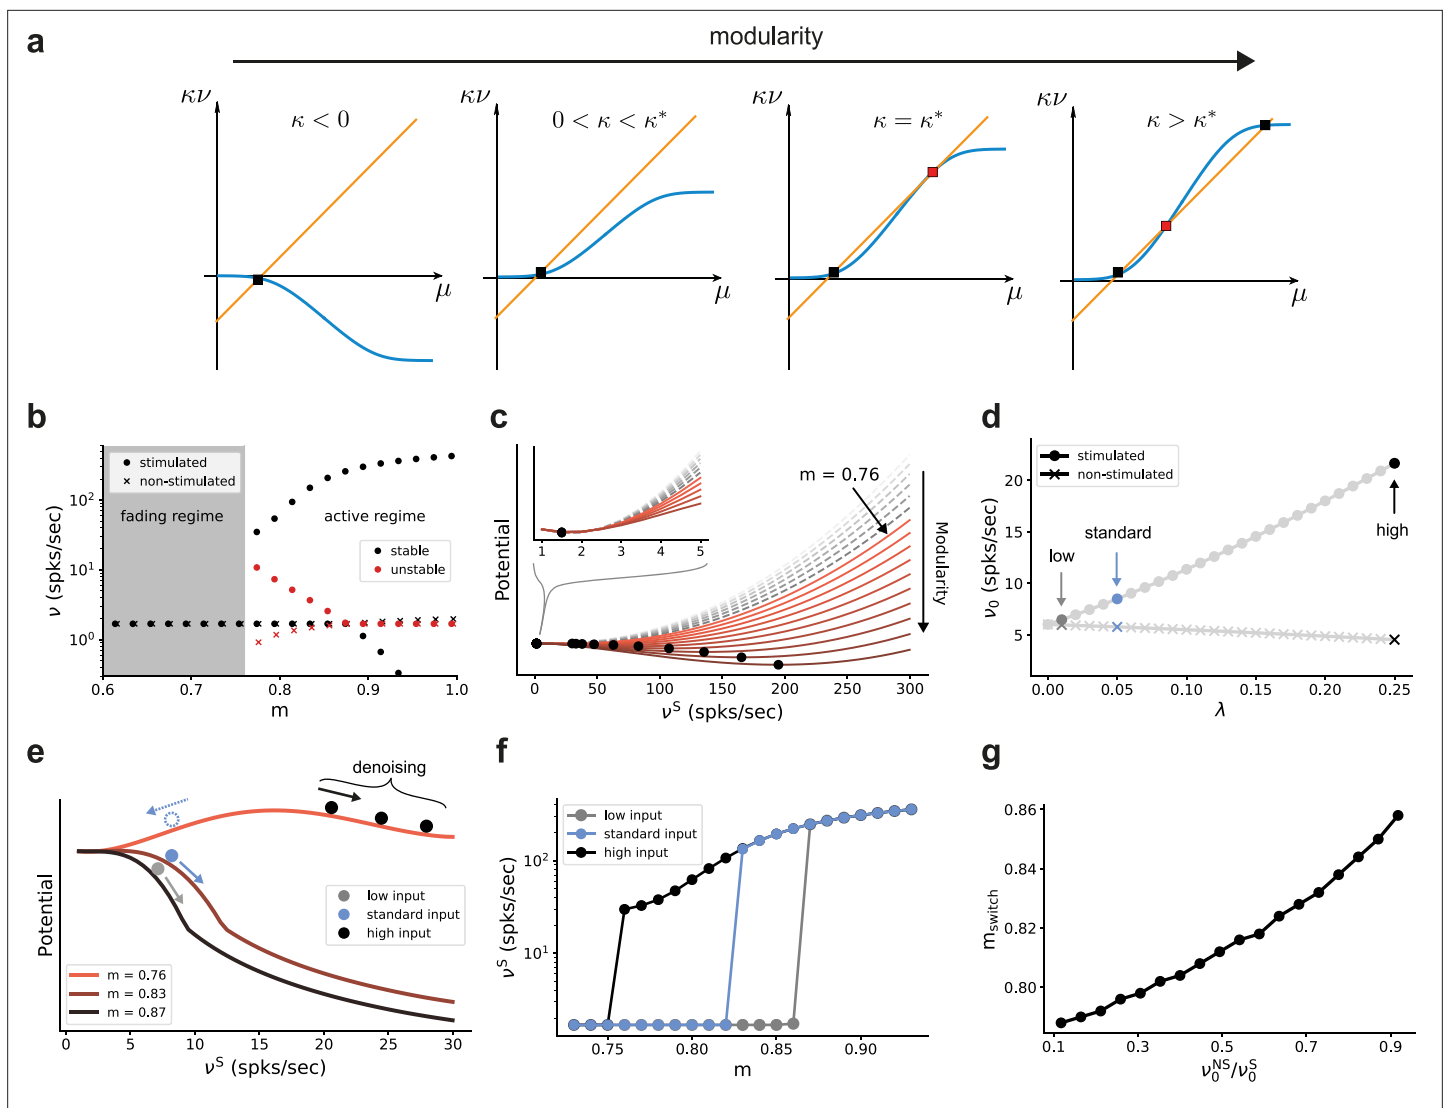 a
modularity
κν
κ < 0
μ
κν
0 < κ < κ*
μ
κν
κ = κ*
μ
κν
κ > κ*
μ
b
ν (spks/sec)
10²
10¹
10⁰
stimulated
non-stimulated
fading regime
active regime
stable
unstable
0.6
0.7
0.8
0.9
1.0
m
c
Potential
m = 0.76
Modularity
1
2
3
4
5
0
50
100
150
200
250
300
νˢ (spks/sec)
d
stimulated
non-stimulated
ν₀ (spks/sec)
20
15
10
5
low
standard
high
0.00
0.05
0.10
0.15
0.20
0.25
λ
e
denoising
Potential
low input
standard input
high input
m = 0.76
m = 0.83
m = 0.87
0
5
10
15
20
25
30
νˢ (spks/sec)
f
low input
standard input
high input
νˢ (spks/sec)
10²
10¹
0.75
0.80
0.85
0.90
m
g
m_switch
0.86
0.84
0.82
0.80
0.1
0.3
0.5
0.7
0.9
ν₀ᴺˢ/ν₀ˢ